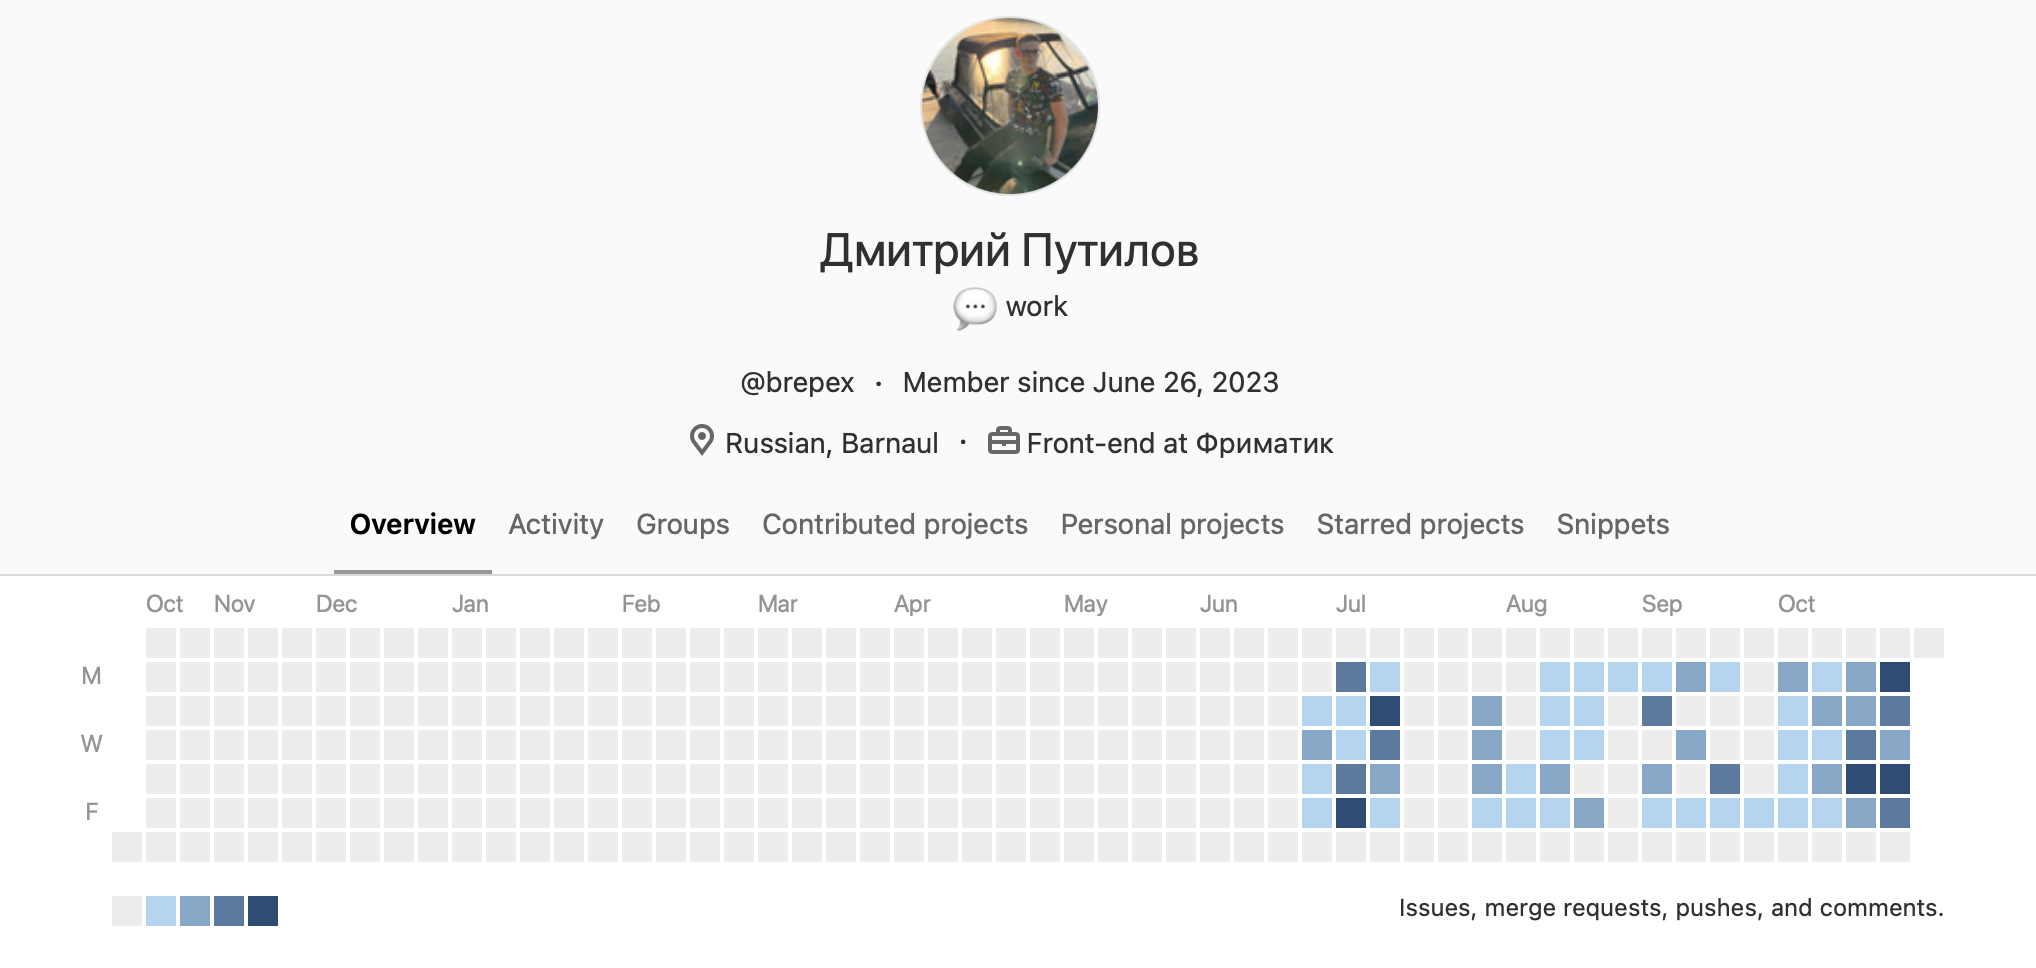 Дмитрий Путилов
work
@brepex · Member since June 26, 2023
Russian, Barnaul · Front-end at Фриматик
Overview Activity Groups Contributed projects Personal projects Starred projects Snippets
Oct Nov Dec Jan Feb Mar Apr May Jun Jul Aug Sep Oct
M
W
F
Issues, merge requests, pushes, and comments.